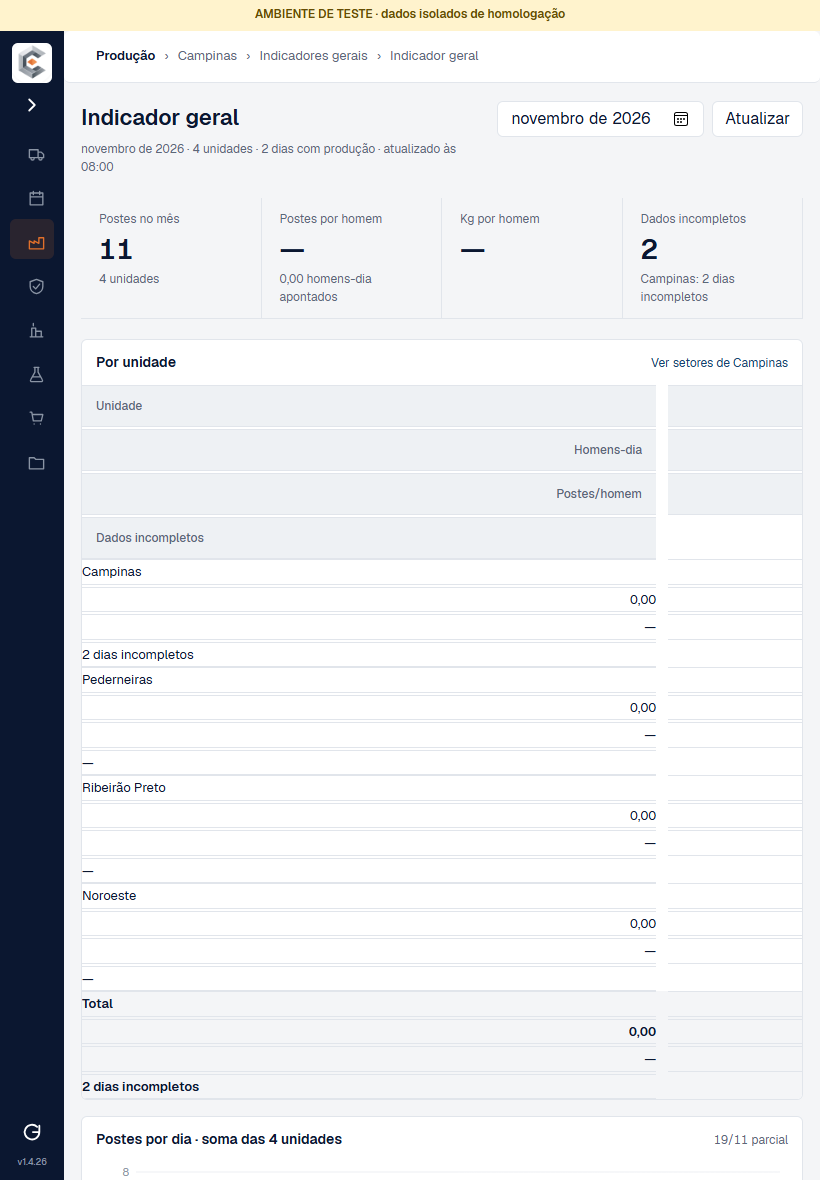 AMBIENTE DE TESTE · dados isolados de homologação
Produção › Campinas › Indicadores gerais › Indicador geral
Indicador geral
novembro de 2026
Atualizar
novembro de 2026 · 4 unidades · 2 dias com produção · atualizado às
08:00
Postes no mês
11
4 unidades
Postes por homem
—
0,00 homens-dia
apontados
Kg por homem
—
Dados incompletos
2
Campinas: 2 dias
incompletos
Por unidade
Ver setores de Campinas
Unidade
Homens-dia
Postes/homem
Dados incompletos
Campinas
0,00
—
2 dias incompletos
Pederneiras
0,00
—
—
Ribeirão Preto
0,00
—
—
Noroeste
0,00
—
—
Total
0,00
—
2 dias incompletos
Postes por dia · soma das 4 unidades
19/11 parcial
8
v1.4.26